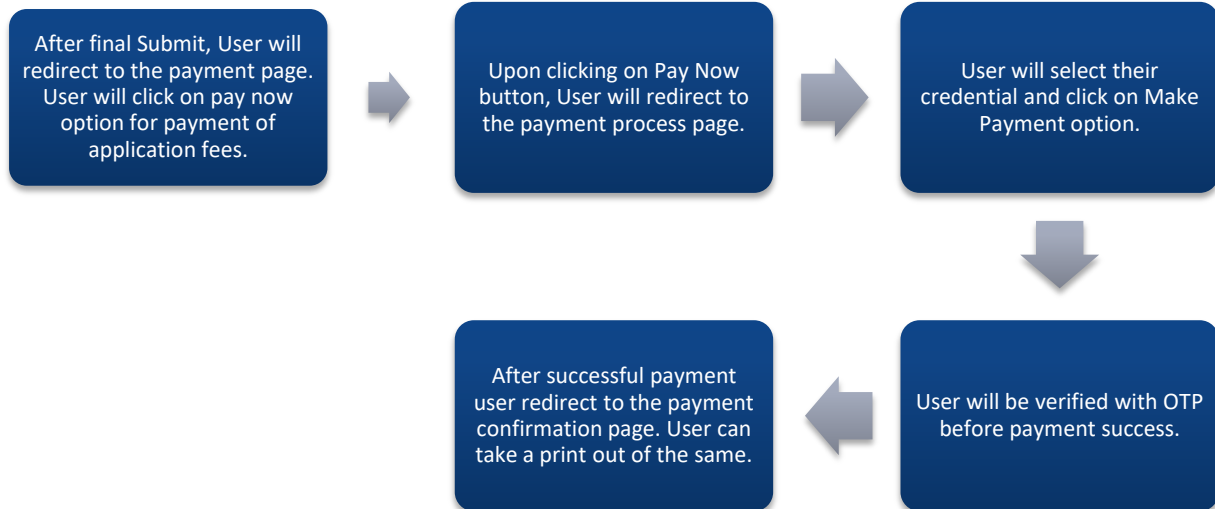 After final Submit, User will
redirect to the payment page.
User will click on pay now
option for payment of
application fees.
Upon clicking on Pay Now
button, User will redirect to
the payment process page.
User will select their
credential and click on Make
Payment option.
User will be verified with OTP
before payment success.
After successful payment
user redirect to the payment
confirmation page. User can
take a print out of the same.